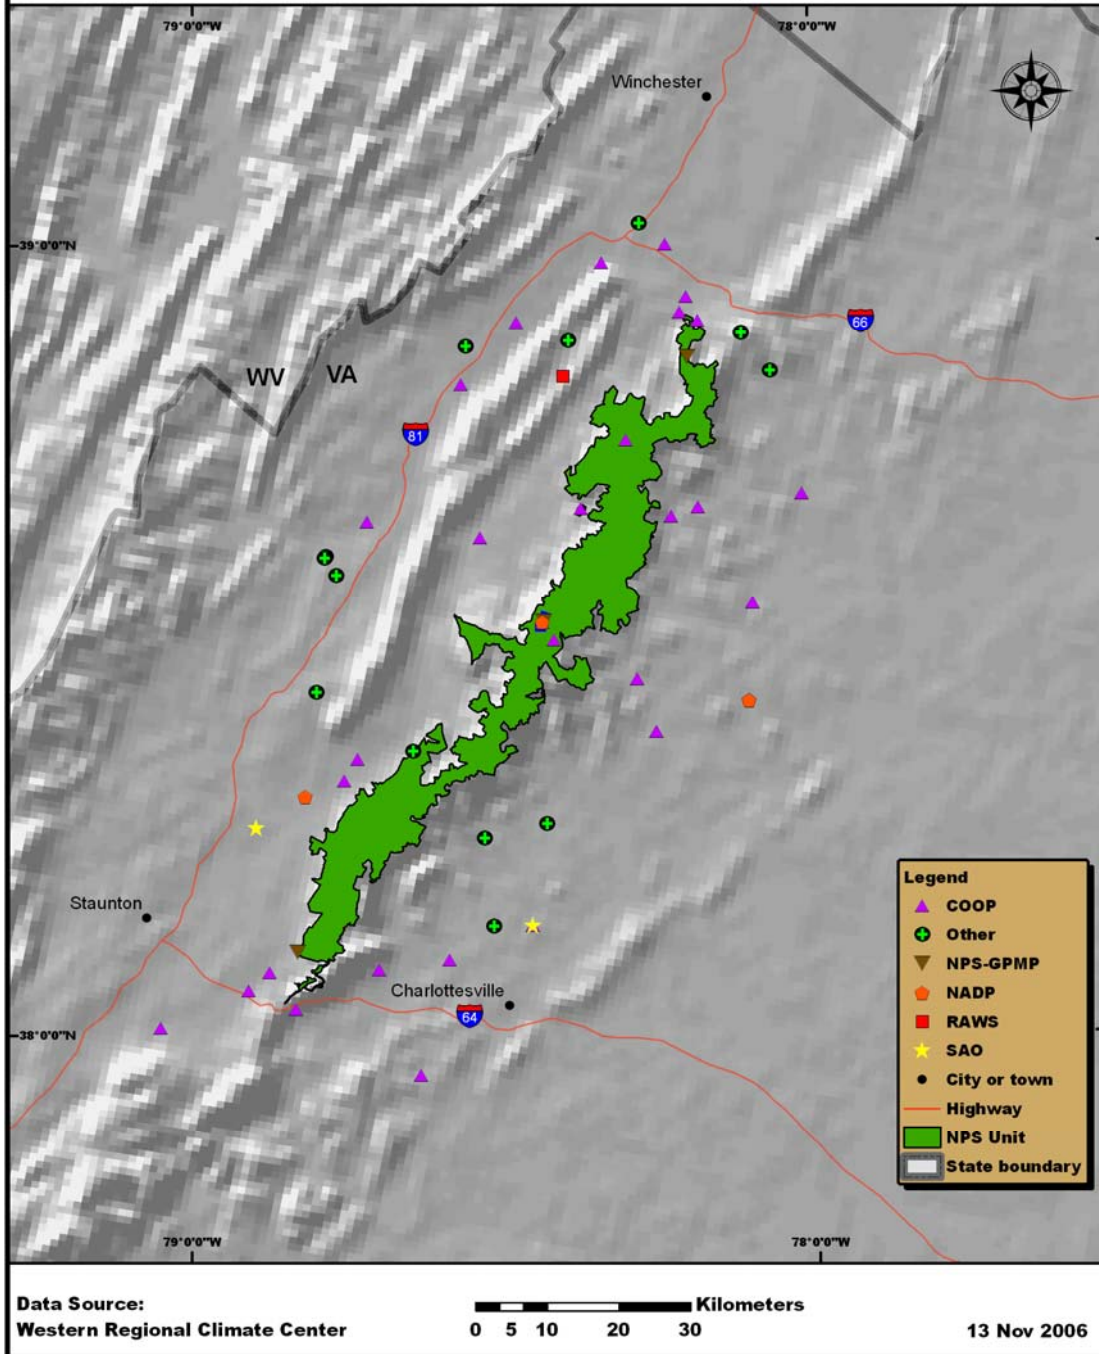 79°0'0"W 78°0'0"W
Winchester
39°0'0"N
66
WV VA
81
Staunton
Charlottesville
64
38°0'0"N
Legend
COOP
Other
NPS-GPMP
NADP
RAWS
SAO
City or town
Highway
NPS Unit
State boundary
79°0'0"W 78°0'0"W
Data Source:
Western Regional Climate Center
Kilometers
0 5 10 20 30
13 Nov 2006